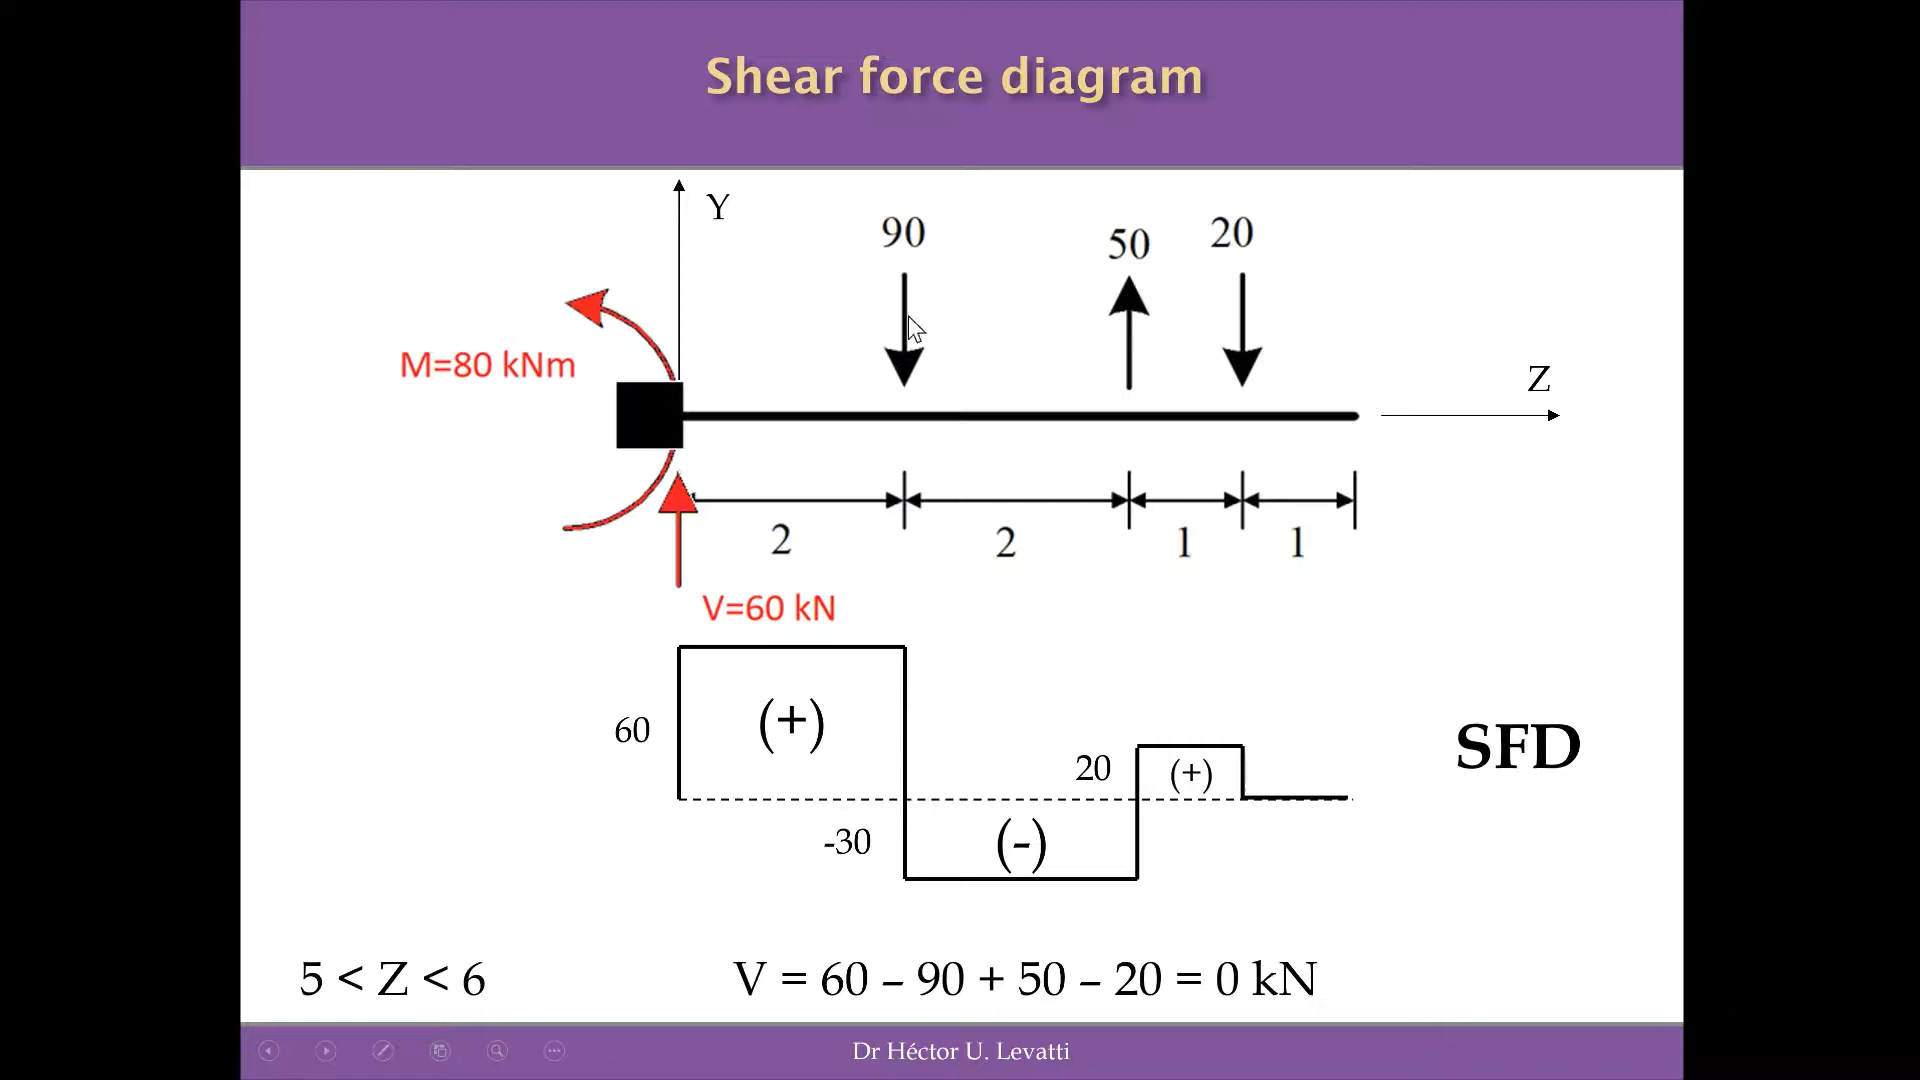 Shear force diagram
Y
90
50
20
M=80 kNm
Z
2
2
1
1
V=60 kN
(+)
60
20
(+)
SFD
-30
(-)
5 < Z < 6
V = 60 – 90 + 50 – 20 = 0 kN
Dr Héctor U. Levatti